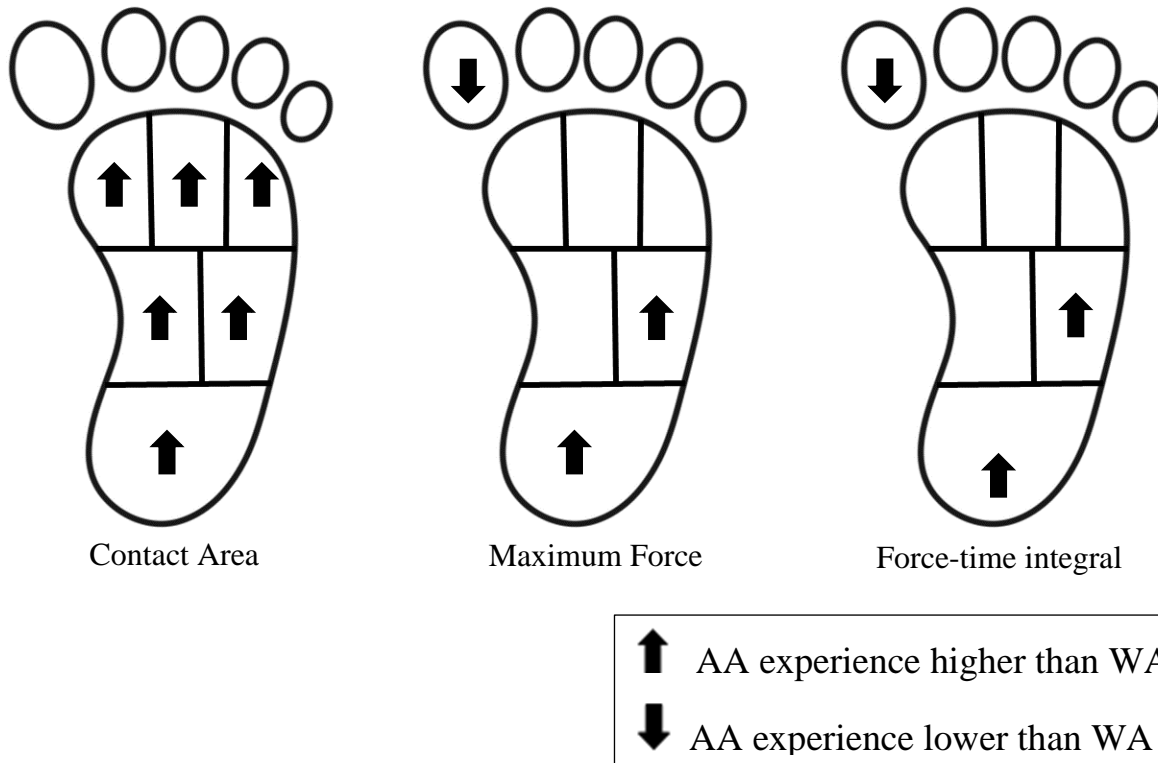 Contact Area
Maximum Force
Force-time integral
AA experience higher than WA
AA experience lower than WA